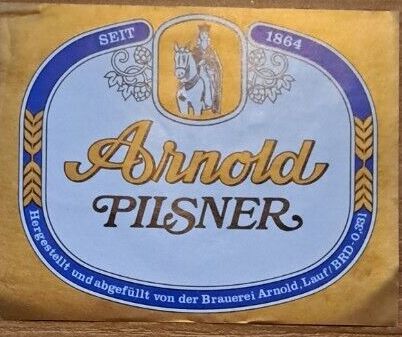 SEIT 1864
Arnold
PILSNER
Hergestellt und abgefüllt von der Brauerei Arnold, Lauf/BRD-0,33l